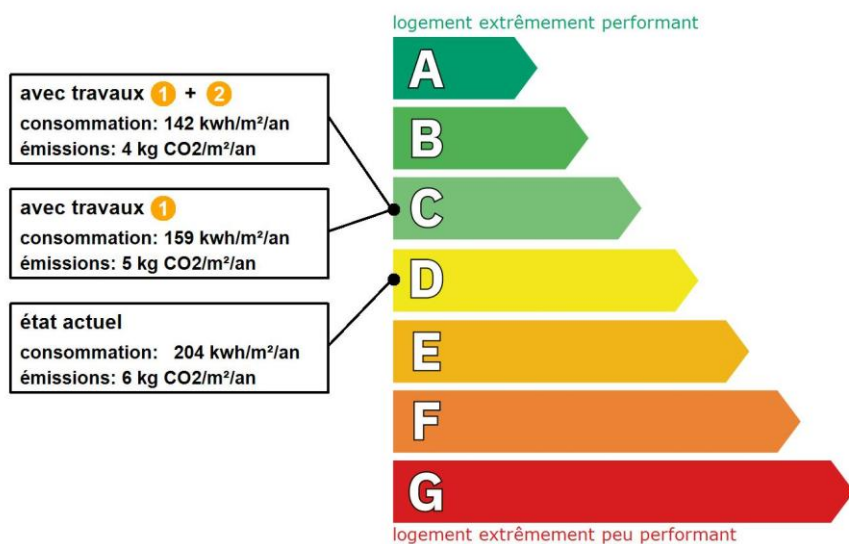 logement extrêmement performant
A
avec travaux 1 + 2
consommation: 142 kwh/m²/an
émissions: 4 kg CO2/m²/an
B
avec travaux 1
consommation: 159 kwh/m²/an
émissions: 5 kg CO2/m²/an
C
D
état actuel
consommation: 204 kwh/m²/an
émissions: 6 kg CO2/m²/an
E
F
G
logement extrêmement peu performant